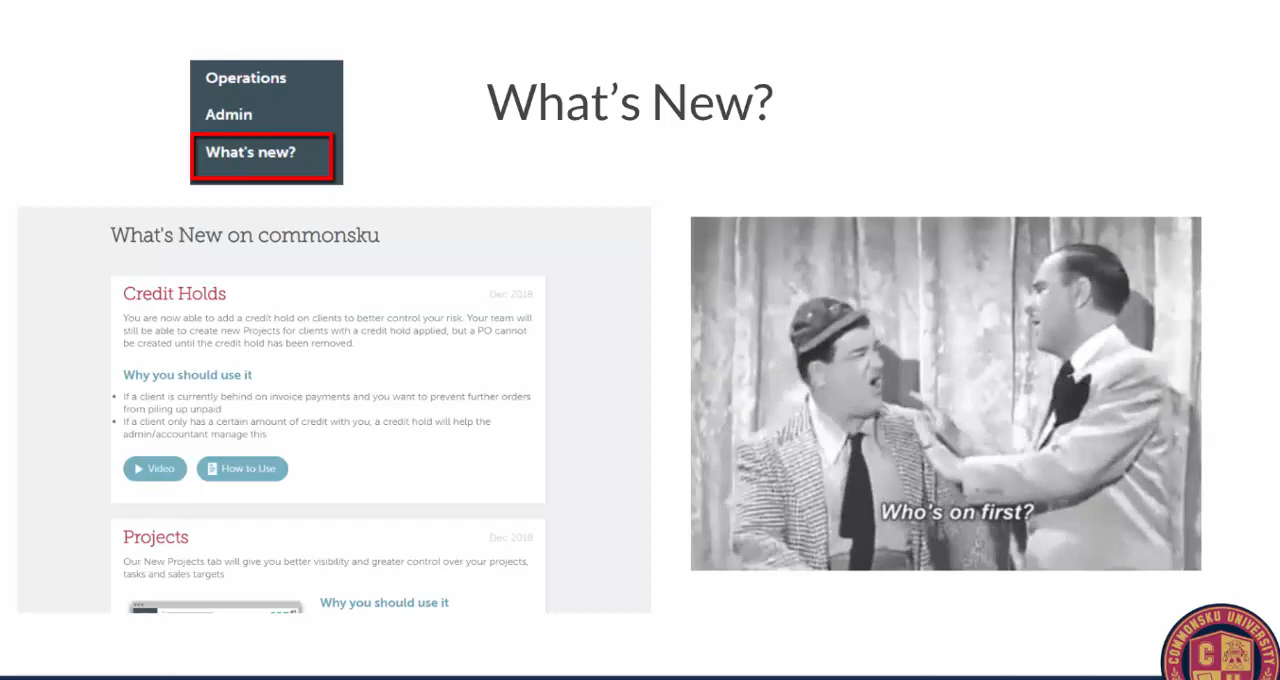 Operations
Admin
What's new?
What's New?
What's New on commonsku
Credit Holds
Dec 2018
You are now able to add a credit hold on clients to better control your risk. Your team will
still be able to create new Projects for clients with a credit hold applied, but a PO cannot
be created until the credit hold has been removed.
Why you should use it
• If a client is currently behind on invoice payments and you want to prevent further orders
from piling up unpaid
• If a client only has a certain amount of credit with you, a credit hold will help the
admin/accountant manage this
Video
How to Use
Projects
Dec 2018
Our New Projects tab will give you better visibility and greater control over your projects,
tasks and sales targets
Why you should use it
Who's on first?
COMMONSKU UNIVERSITY
C